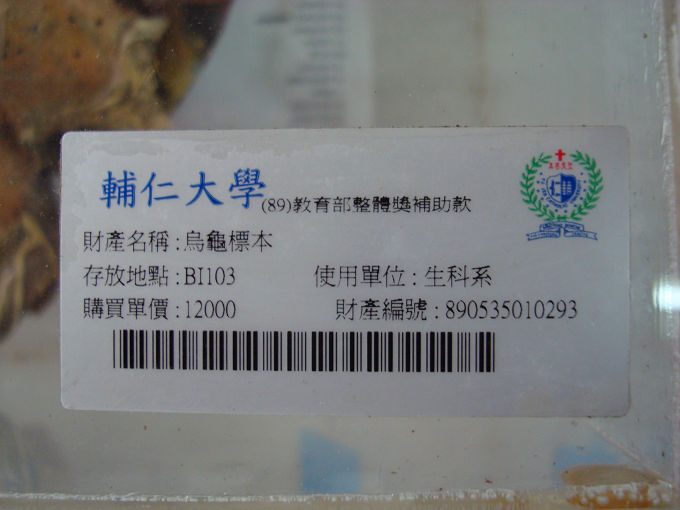 輔仁大學(89)教育部整體獎補助款
財產名稱:烏龜標本
存放地點:BI103 使用單位:生科系
購買單價:12000 財產編號:890535010293